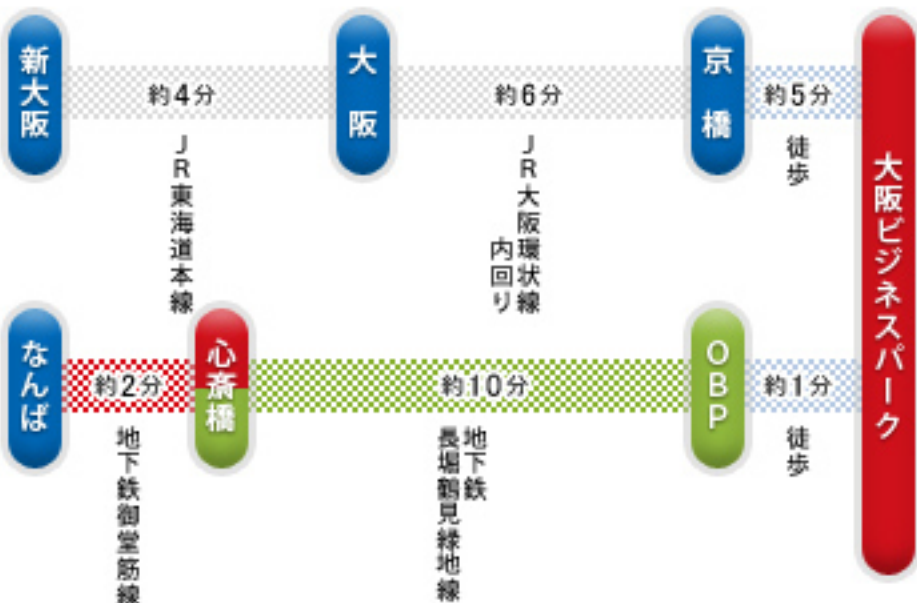 新大阪
約4分
JR東海道本線
大阪
約6分
JR大阪環状線
内回り
京橋
約5分
徒歩
大阪ビジネスパーク
なんば
約2分
地下鉄御堂筋線
心斎橋
約10分
地下鉄
長堀鶴見緑地線
OBP
約1分
徒歩